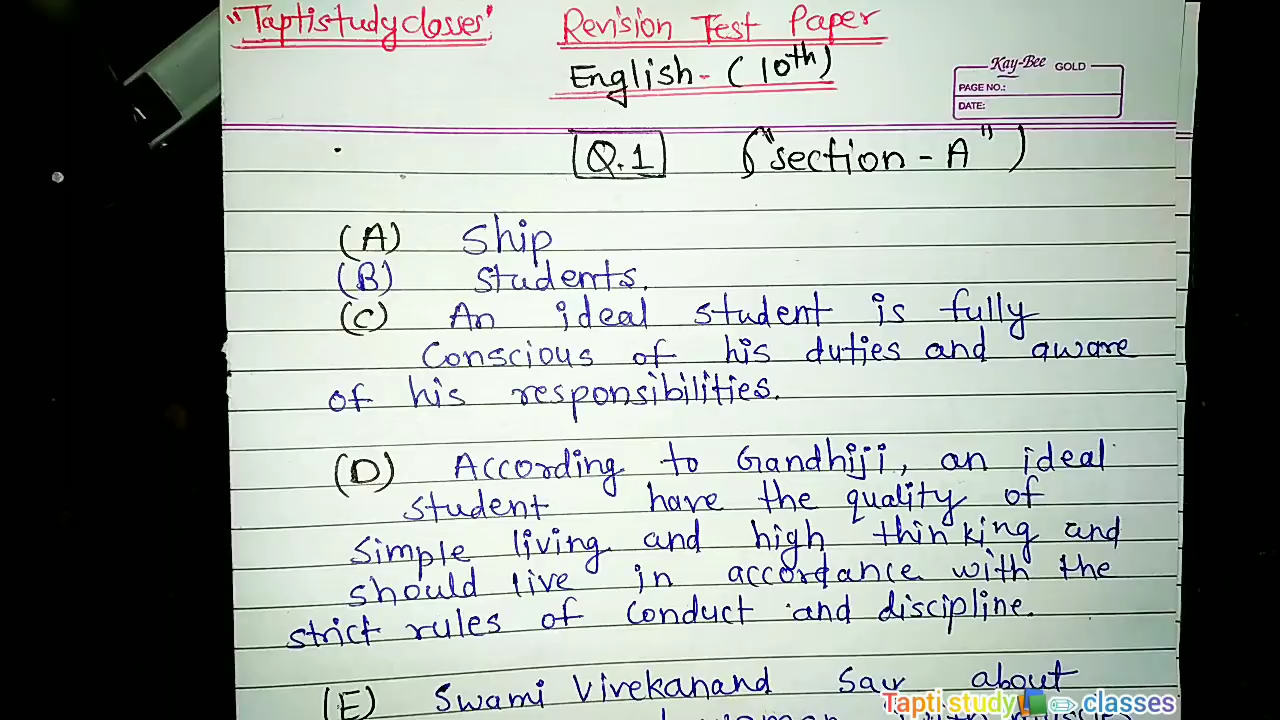 "Taptistudyclasses" Revision Test Paper
English - (10th)
Kay-Bee GOLD
PAGE NO.:
DATE:
Q.1 ("section - A")
(A) Ship
(B) Students.
(C) An ideal student is fully
Conscious of his duties and aware
of his responsibilities.
(D) According to Gandhiji, an ideal
student have the quality of
simple living and high thinking and
should live in accordance with the
strict rules of conduct and discipline.
(E) Swami Virekanand say about
Tapti study classes